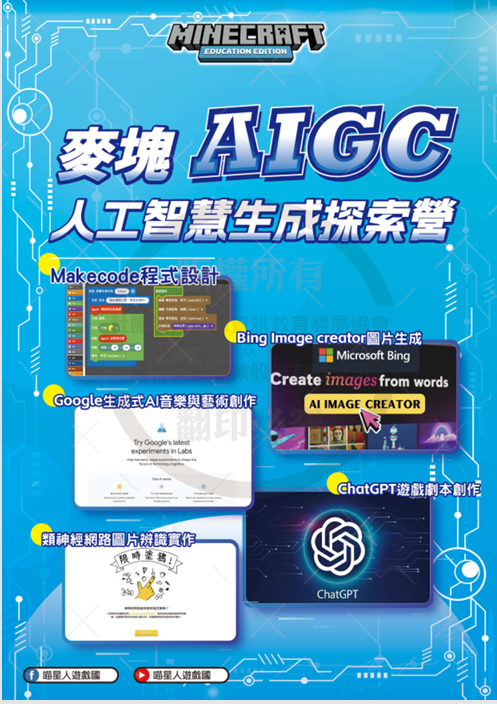 MINECRAFT
EDUCATION EDITION
麥塊 AIGC
人工智慧生成探索營
Makecode程式設計
Bing Image creator圖片生成
Microsoft Bing
Create images from words
AI IMAGE CREATOR
Google生成式AI音樂與藝術創作
Try Google's latest
experiments in Labs
ChatGPT遊戲劇本創作
ChatGPT
類神經網路圖片辨識實作
限時塗鴉!
喵星人遊戲國
喵星人遊戲國